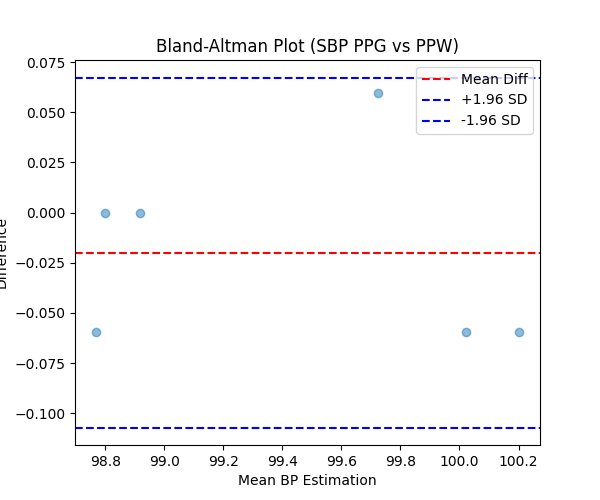 Bland-Altman Plot (SBP PPG vs PPW)
0.075
0.050
0.025
0.000
−0.025
−0.050
−0.075
−0.100
Difference
Mean Diff
+1.96 SD
-1.96 SD
98.8 99.0 99.2 99.4 99.6 99.8 100.0 100.2
Mean BP Estimation